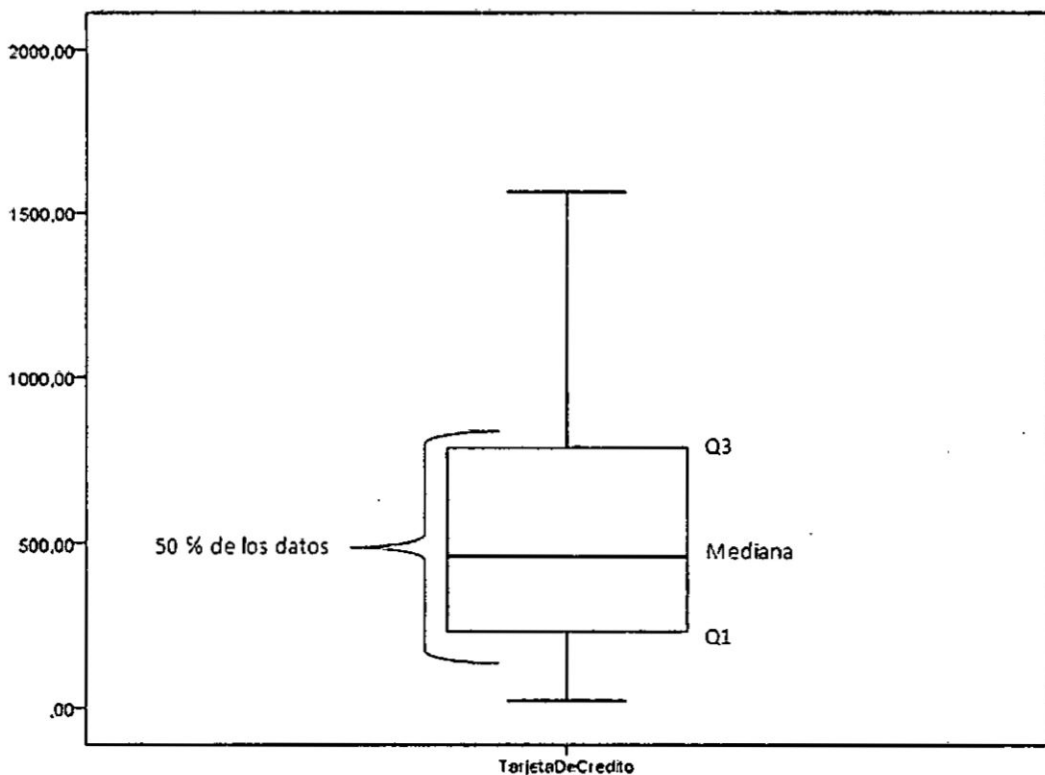 2000,00
1500,00
1000,00
Q3
50 % de los datos
500,00
Mediana
Q1
,00
TarjetaDeCredito